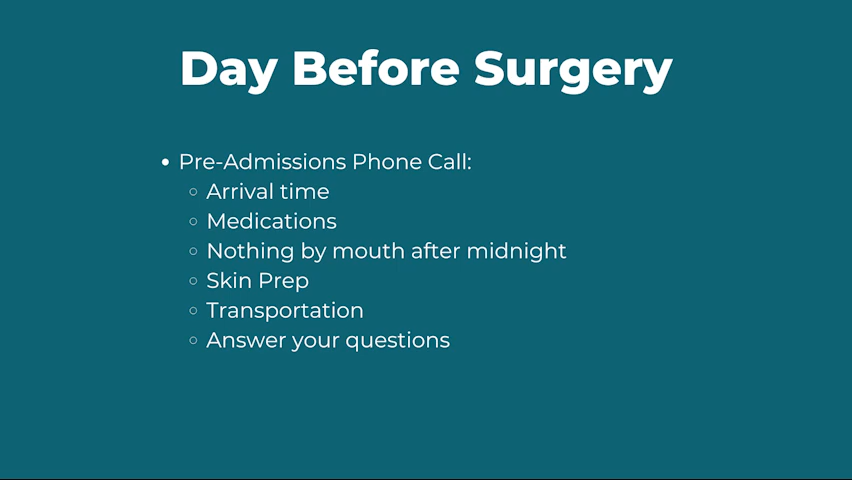 Day Before Surgery
• Pre-Admissions Phone Call:
◦ Arrival time
◦ Medications
◦ Nothing by mouth after midnight
◦ Skin Prep
◦ Transportation
◦ Answer your questions